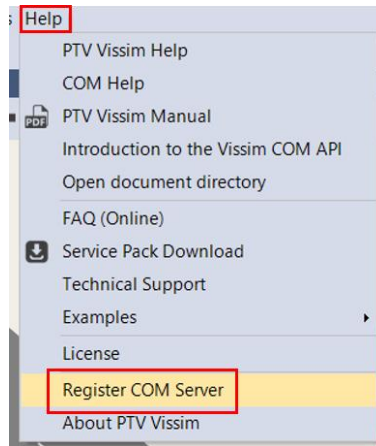 Help
PTV Vissim Help
COM Help
PDF
PTV Vissim Manual
Introduction to the Vissim COM API
Open document directory
FAQ (Online)
Service Pack Download
Technical Support
Examples
License
Register COM Server
About PTV Vissim